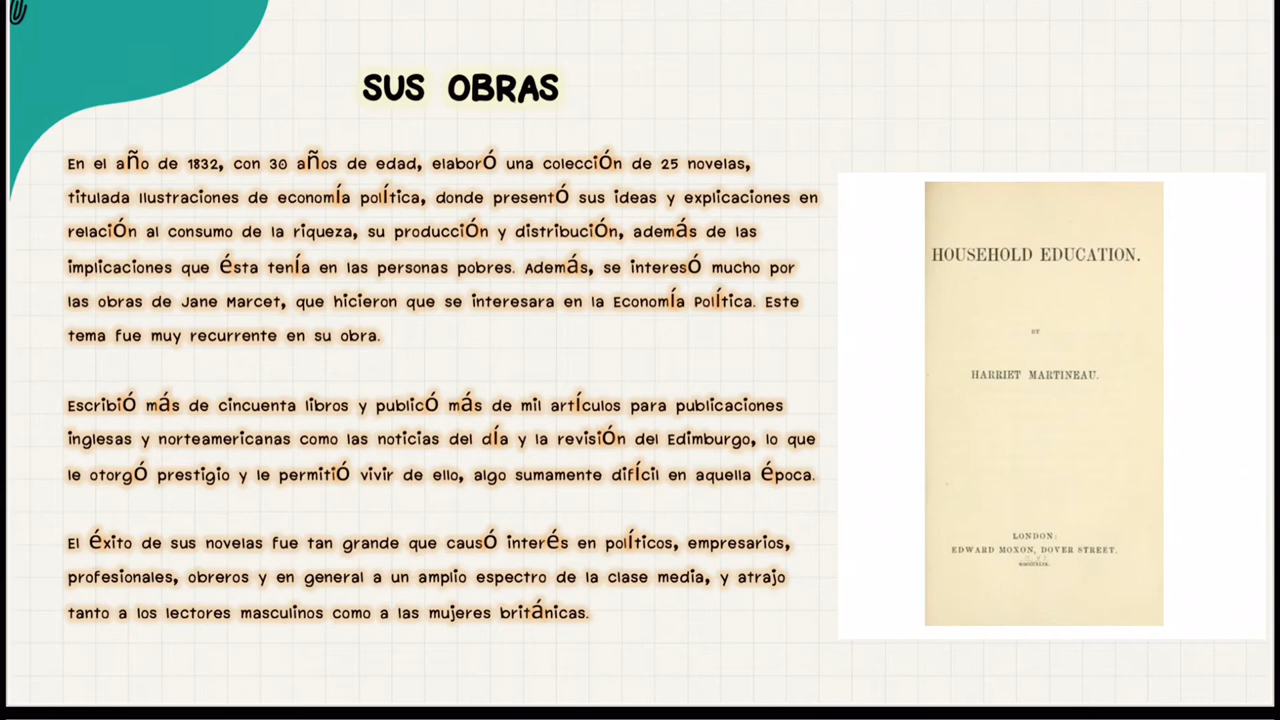 SUS OBRAS
En el año de 1832, con 30 años de edad, elaboró una colección de 25 novelas,
titulada Ilustraciones de economía política, donde presentó sus ideas y explicaciones en
relación al consumo de la riqueza, su producción y distribución, además de las
implicaciones que ésta tenía en las personas pobres. Además, se interesó mucho por
las obras de Jane Marcet, que hicieron que se interesara en la Economía Política. Este
tema fue muy recurrente en su obra.
Escribió más de cincuenta libros y publicó más de mil artículos para publicaciones
inglesas y norteamericanas como las noticias del día y la revisión del Edimburgo, lo que
le otorgó prestigio y le permitió vivir de ello, algo sumamente difícil en aquella época.
El éxito de sus novelas fue tan grande que causó interés en políticos, empresarios,
profesionales, obreros y en general a un amplio espectro de la clase media, y atrajo
tanto a los lectores masculinos como a las mujeres británicas.
HOUSEHOLD EDUCATION.
BY
HARRIET MARTINEAU.
LONDON:
EDWARD MOXON, DOVER STREET.